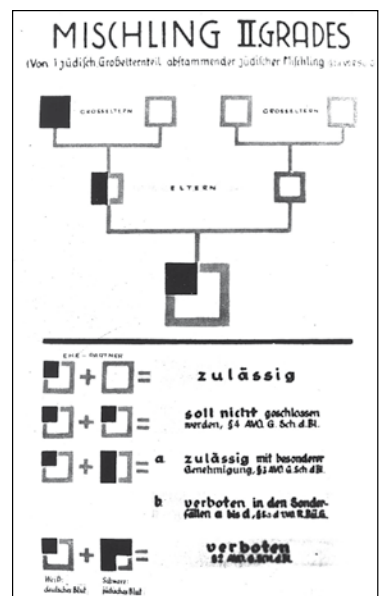 MISCHLING II. GRADES
(Von 1 jüdisch Großelternteil abstammender jüdischer Mischling
GROSSELTERN GROSSELTERN
ELTERN
EHE-PARTNER
+ = zulässig
+ = soll nicht geschlossen
werden, §4 AVO. G. Sch d. Bl.
+ = a zulässig mit besonderer
Genehmigung, §3 AVO G. Sch d. Bl.
b verboten in den Sonder-
fällen a bis d,
+ = verboten
Weiß: Schwarz:
deutsches Blut jüdisches Blut